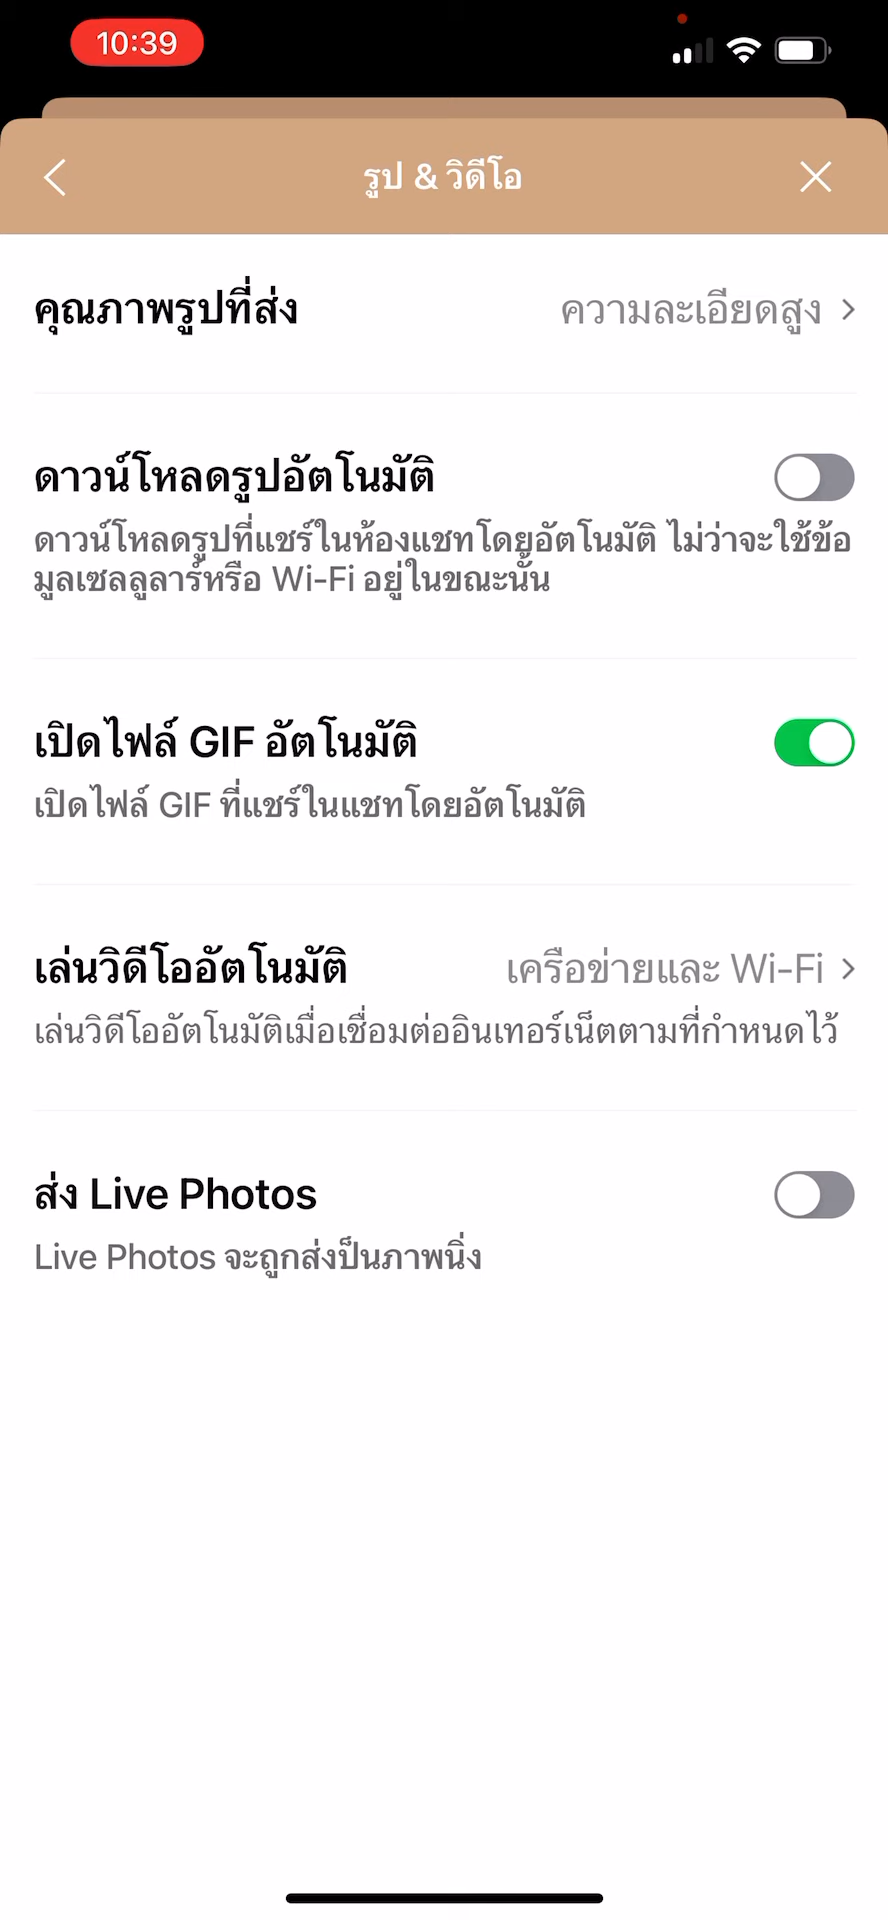 10:39
รูป & วิดีโอ
คุณภาพรูปที่ส่ง ความละเอียดสูง
ดาวน์โหลดรูปอัตโนมัติ
ดาวน์โหลดรูปที่แชร์ในห้องแชทโดยอัตโนมัติ ไม่ว่าจะใช้ข้อ
มูลเซลลูลาร์หรือ Wi-Fi อยู่ในขณะนั้น
เปิดไฟล์ GIF อัตโนมัติ
เปิดไฟล์ GIF ที่แชร์ในแชทโดยอัตโนมัติ
เล่นวิดีโออัตโนมัติ เครือข่ายและ Wi-Fi
เล่นวิดีโออัตโนมัติเมื่อเชื่อมต่ออินเทอร์เน็ตตามที่กำหนดไว้
ส่ง Live Photos
Live Photos จะถูกส่งป็นภาพนิ่ง